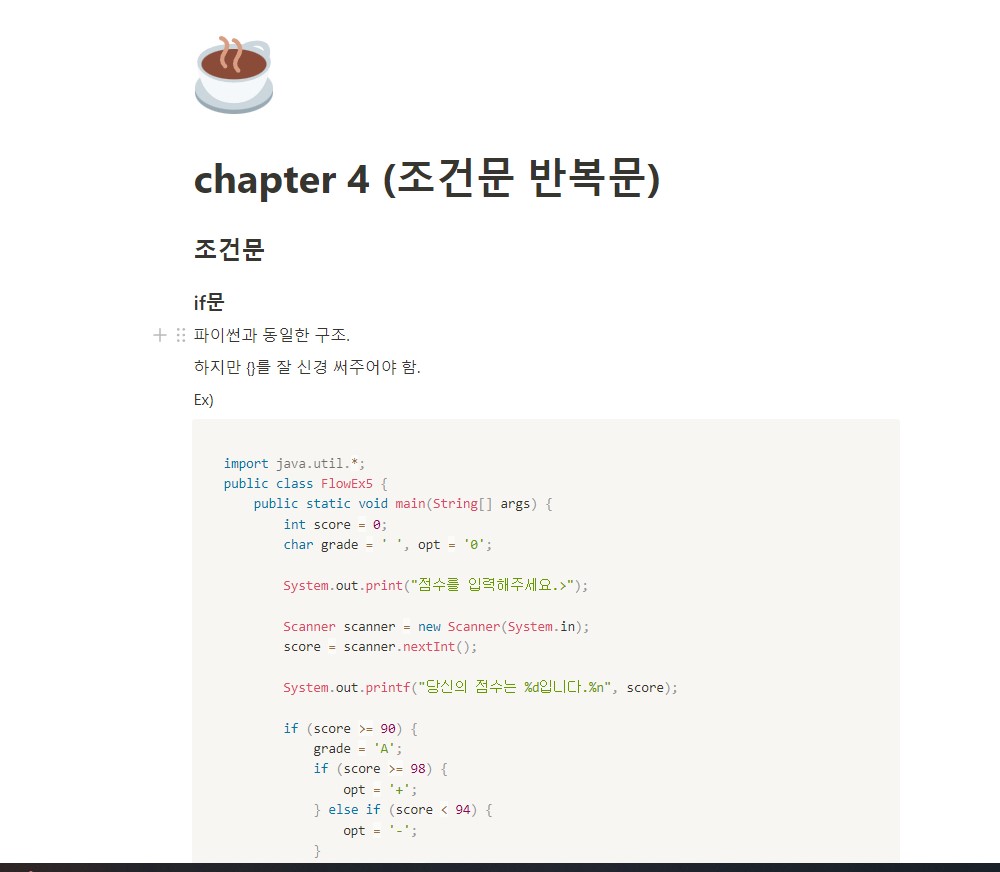 chapter 4 (조건문 반복문)
조건문
if문
파이썬과 동일한 구조.
하지만 {}를 잘 신경 써주어야 함.
Ex)
import java.util.*;
public class FlowEx5 {
    public static void main(String[] args) {
        int score = 0;
        char grade = ' ', opt = '0';
        System.out.print("점수를 입력해주세요.>");
        Scanner scanner = new Scanner(System.in);
        score = scanner.nextInt();
        System.out.printf("당신의 점수는 %d입니다.%n", score);
        if (score >= 90) {
            grade = 'A';
            if (score >= 98) {
                opt = '+';
            } else if (score < 94) {
                opt = '-';
            }